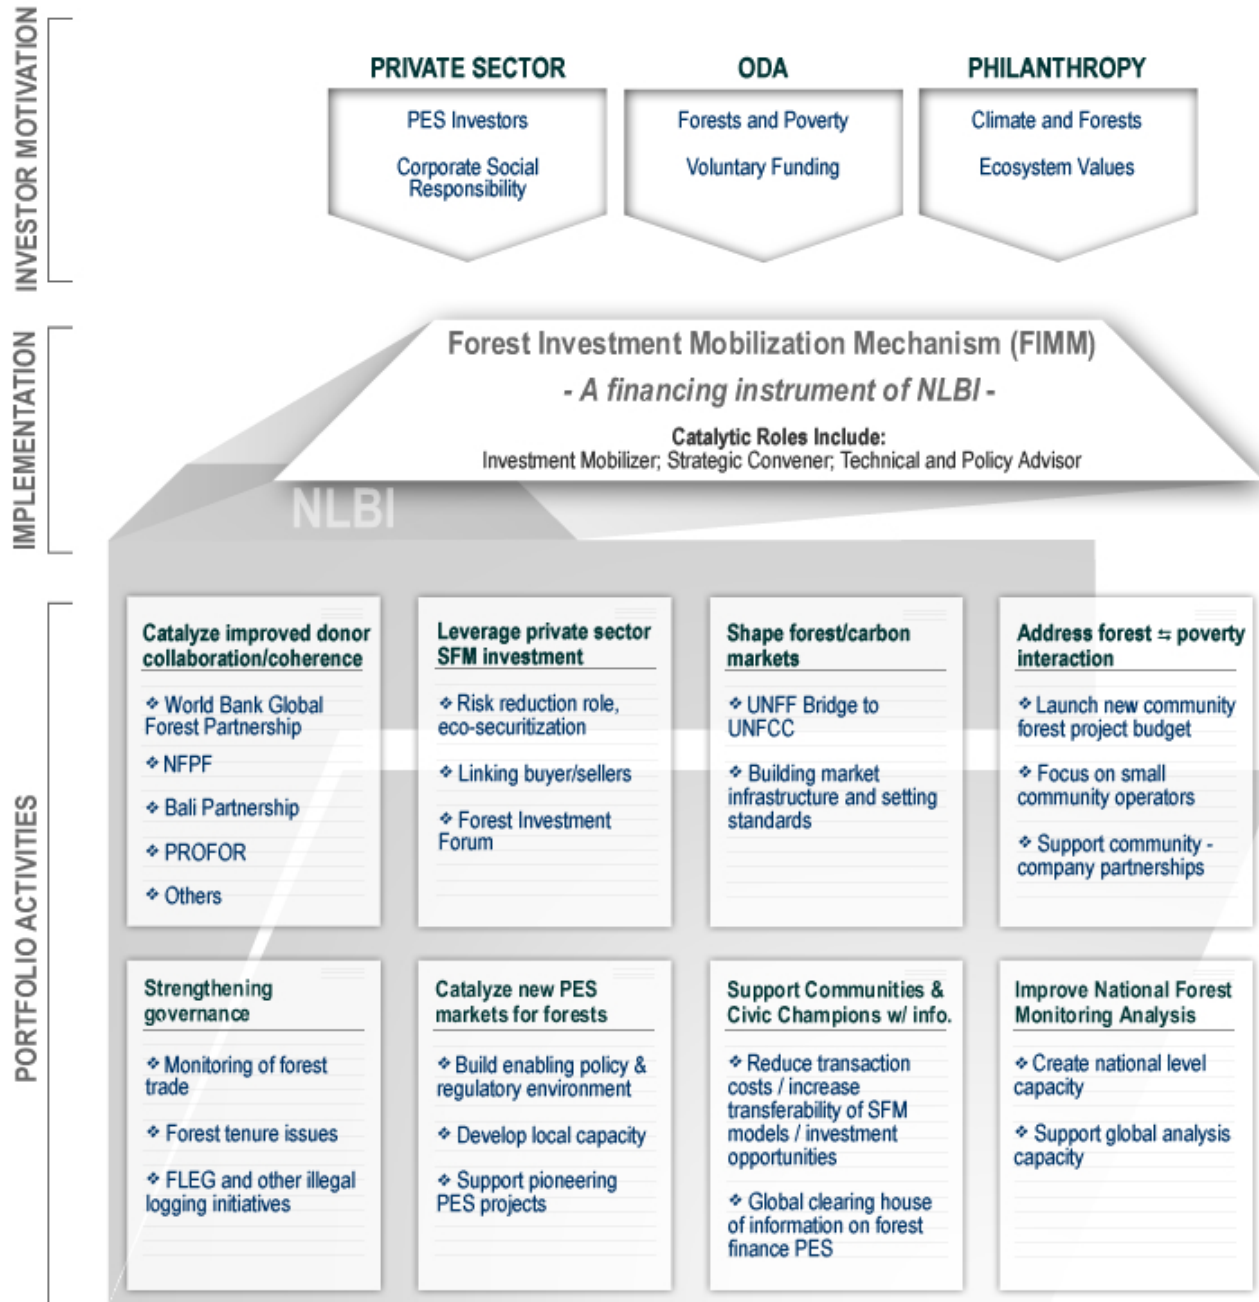 INVESTOR MOTIVATION
PRIVATE SECTOR
PES Investors
Corporate Social
Responsibility
ODA
Forests and Poverty
Voluntary Funding
PHILANTHROPY
Climate and Forests
Ecosystem Values
IMPLEMENTATION
Forest Investment Mobilization Mechanism (FIMM)
- A financing instrument of NLBI -
Catalytic Roles Include:
Investment Mobilizer; Strategic Convener; Technical and Policy Advisor
NLBI
PORTFOLIO ACTIVITIES
Catalyze improved donor
collaboration/coherence
❖ World Bank Global
Forest Partnership
❖ NFPF
❖ Bali Partnership
❖ PROFOR
❖ Others
Leverage private sector
SFM investment
❖ Risk reduction role,
eco-securitization
❖ Linking buyer/sellers
❖ Forest Investment
Forum
Shape forest/carbon
markets
❖ UNFF Bridge to
UNFCC
❖ Building market
infrastructure and setting
standards
Address forest ⇆ poverty
interaction
❖ Launch new community
forest project budget
❖ Focus on small
community operators
❖ Support community -
company partnerships
Strengthening
governance
❖ Monitoring of forest
trade
❖ Forest tenure issues
❖ FLEG and other illegal
logging initiatives
Catalyze new PES
markets for forests
❖ Build enabling policy &
regulatory environment
❖ Develop local capacity
❖ Support pioneering
PES projects
Support Communities &
Civic Champions w/ info.
❖ Reduce transaction
costs / increase
transferability of SFM
models / investment
opportunities
❖ Global clearing house
of information on forest
finance PES
Improve National Forest
Monitoring Analysis
❖ Create national level
capacity
❖ Support global analysis
capacity